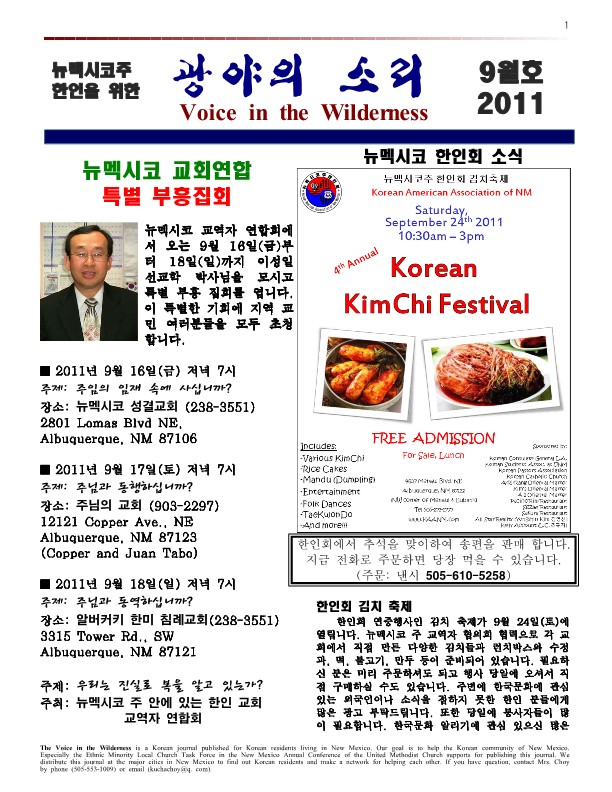 1
뉴멕시코주
한인을 위한
광야의 소리
Voice in the Wilderness
9월호
2011
뉴멕시코 교회연합
특별 부흥집회
뉴멕시코 교역자 연합회에
서 오는 9월 16일(금)부
터 18일(일)까지 이성일
선교학 박사님을 모시고
특별 부흥 집회를 엽니다.
이 특별한 기회에 지역 교
민 여러분들을 모두 초청
합니다.
■ 2011년 9월 16일(금) 저녁 7시
주제: 주임의 임재 속에 사십니까?
장소: 뉴멕시코 성결교회 (238-3551)
2801 Lomas Blvd NE,
Albuquerque, NM 87106
■ 2011년 9월 17일(토) 저녁 7시
주제: 주님과 동행하십니까?
장소: 주님의 교회 (903-2297)
12121 Copper Ave., NE
Albuquerque, NM 87123
(Copper and Juan Tabo)
■ 2011년 9월 18일(일) 저녁 7시
주제: 주님과 동역하십니까?
장소: 알버커키 한미 침례교회(238-3551)
3315 Tower Rd., SW
Albuquerque, NM 87121
주제: 우리는 진실로 복을 알고 있는가?
주최: 뉴멕시코 주 안에 있는 한인 교회
교역자 연합회
뉴멕시코 한인회 소식
뉴멕시코주 한인회 김치축제
Korean American Association of NM
Saturday,
September 24th 2011
10:30am – 3pm
4th Annual
Korean
KimChi Festival
FREE ADMISSION
For Sale, Lunch
Includes:
-Various KimChi
-Rice Cakes
-Mandu (Dumpling)
-Entertainment
-Folk Dances
-TaeKwonDo
-And more!!!
Sponsored by:
Albuquerque, NM 87112
www.KAANM.com
한인회에서 추석을 맞이하여 송편을 판매 합니다.
지금 전화로 주문하면 당장 먹을 수 있습니다.
(주문: 낸시 505-610-5258)
한인회 김치 축제
한인회 연중행사인 김치 축제가 9월 24일(토)에
열립니다. 뉴멕시코 주 교역자 협의회 협력으로 각 교
회에서 직접 만든 다양한 김치들과 런치박스와 수정
과, 떡, 불고기, 만두 등이 준비되어 있습니다. 필요하
신 분은 미리 주문하셔도 되고 행사 당일에 오셔서 직
접 구매하실 수도 있습니다. 주변에 한국문화에 관심
있는 외국인이나 소식을 접하지 못한 한인 분들에게
많은 광고 부탁드립니다. 또한 당일에 봉사자들이 많
이 필요합니다. 한국문화 알리기에 관심 있으신 많은
The Voice in the Wilderness is a Korean journal published for Korean residents living in New Mexico. Our goal is to help the Korean community of New Mexico.
Especially the Ethnic Minority Local Church Task Force in the New Mexico Annual Conference of the United Methodist Church supports for publishing this journal. We
distribute this journal at the major cities in New Mexico to find out Korean residents and make a network for helping each other. If you have question, contact Mrs. Choy
by phone (505-553-1009) or email (kuchachoy@q. com).